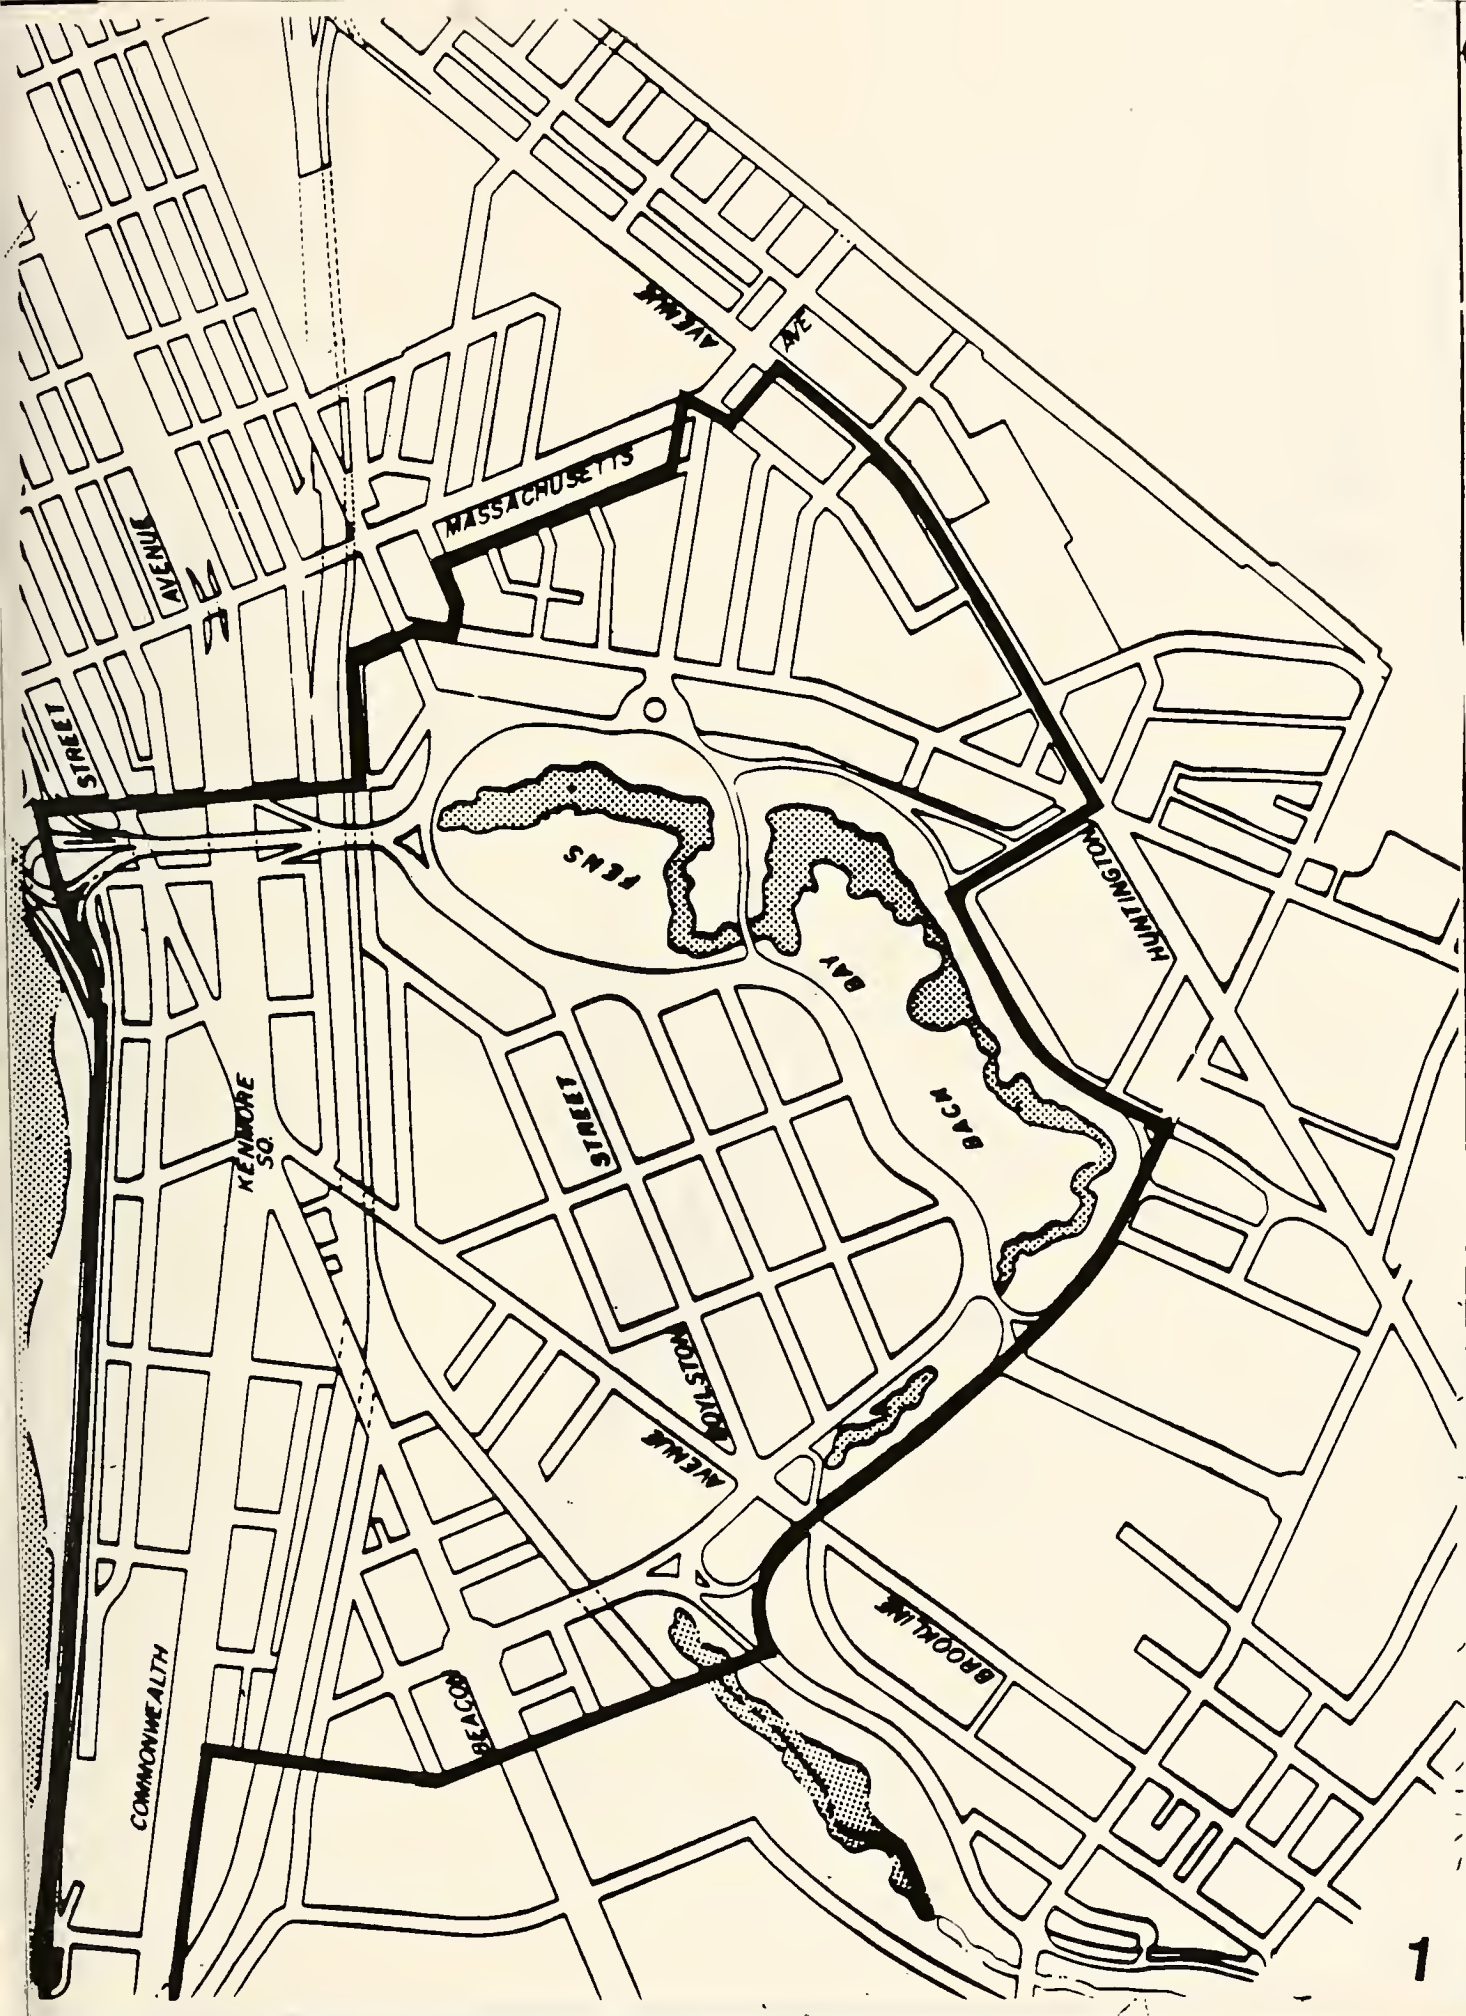 AVENUE
AVE
MASSACHUSETTS
AVENUE
STREET
FENS
BAY
BACK
HUNTINGTON
KENMORE
SQ.
STREET
BOYLSTON
AVENUE
BROOKLINE
BEACON
COMMONWEALTH
1